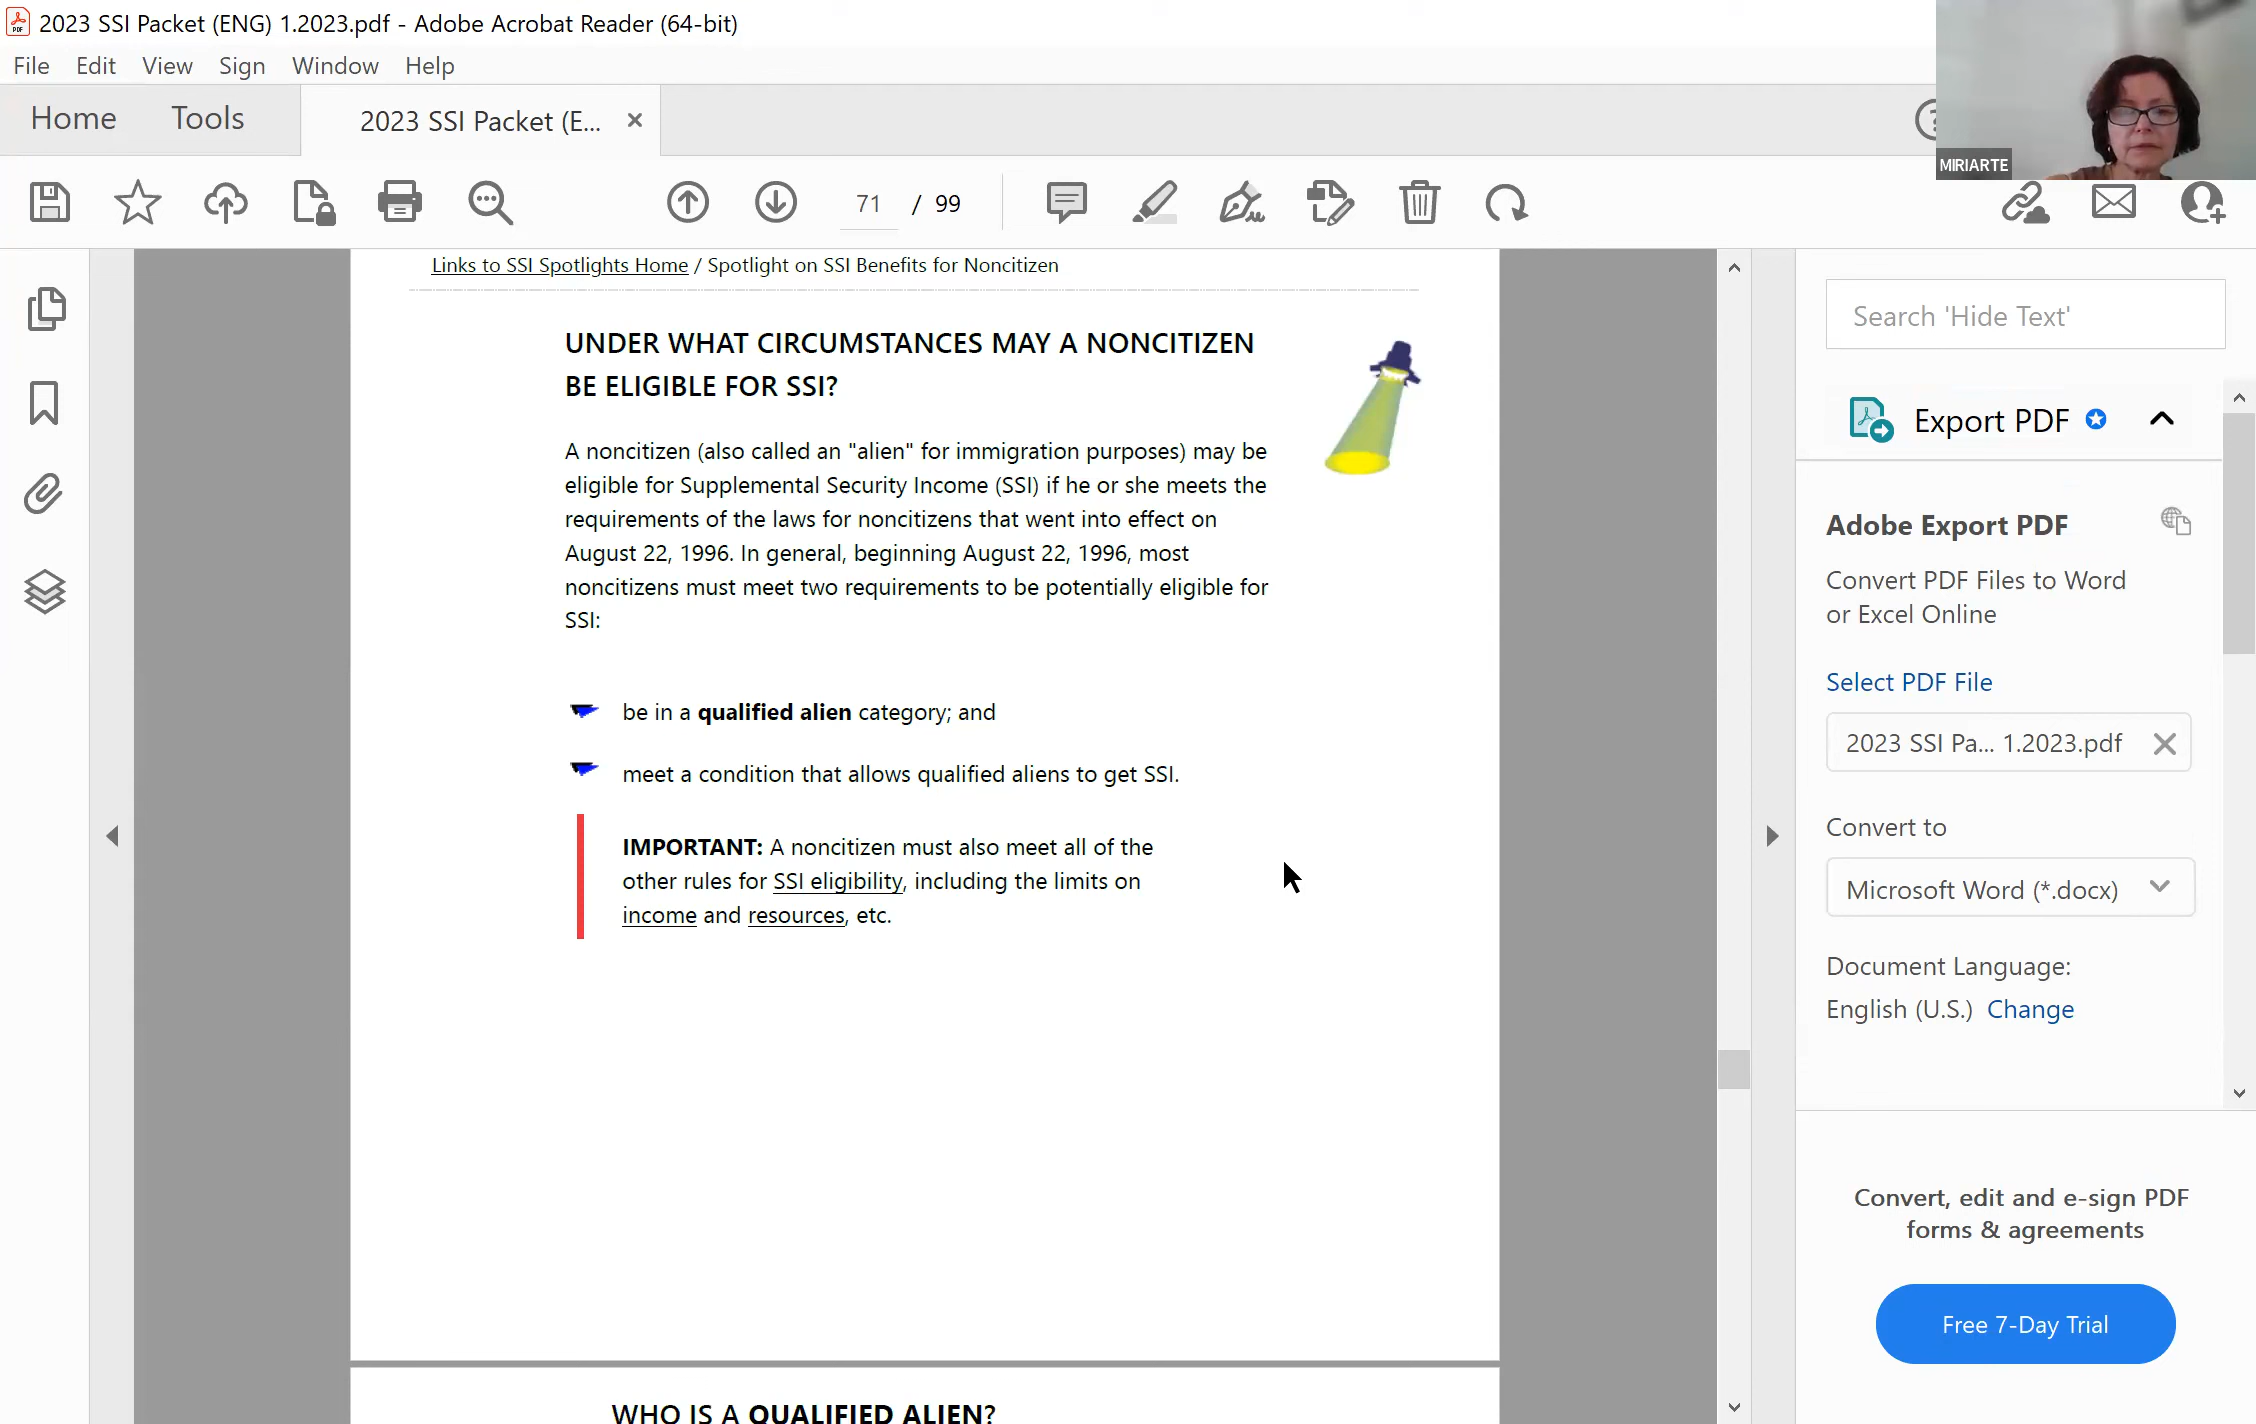 2023 SSI Packet (ENG) 1.2023.pdf - Adobe Acrobat Reader (64-bit)
File Edit View Sign Window Help
Home Tools 2023 SSI Packet (E...
MIRIARTE
71 / 99
Links to SSI Spotlights Home / Spotlight on SSI Benefits for Noncitizen
UNDER WHAT CIRCUMSTANCES MAY A NONCITIZEN
BE ELIGIBLE FOR SSI?
A noncitizen (also called an "alien" for immigration purposes) may be
eligible for Supplemental Security Income (SSI) if he or she meets the
requirements of the laws for noncitizens that went into effect on
August 22, 1996. In general, beginning August 22, 1996, most
noncitizens must meet two requirements to be potentially eligible for
SSI:
be in a qualified alien category; and
meet a condition that allows qualified aliens to get SSI.
IMPORTANT: A noncitizen must also meet all of the
other rules for SSI eligibility, including the limits on
income and resources, etc.
WHO IS A QUALIFIED ALIEN?
Search 'Hide Text'
Export PDF
Adobe Export PDF
Convert PDF Files to Word
or Excel Online
Select PDF File
2023 SSI Pa... 1.2023.pdf
Convert to
Microsoft Word (*.docx)
Document Language:
English (U.S.) Change
Convert, edit and e-sign PDF
forms & agreements
Free 7-Day Trial